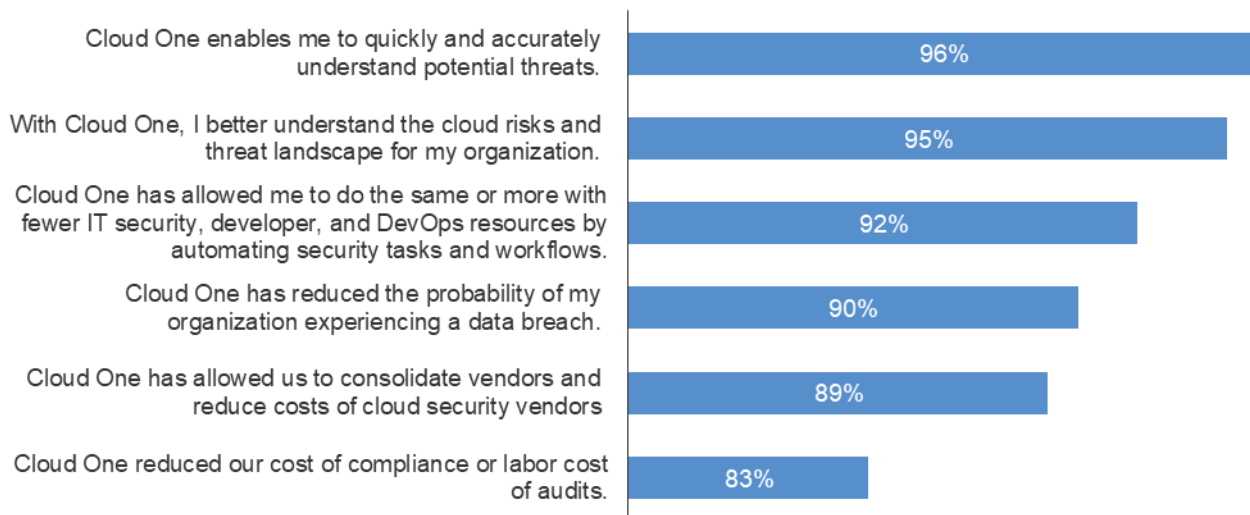 Cloud One enables me to quickly and accurately
understand potential threats.
96%
With Cloud One, I better understand the cloud risks and
threat landscape for my organization.
95%
Cloud One has allowed me to do the same or more with
fewer IT security, developer, and DevOps resources by
automating security tasks and workflows.
92%
Cloud One has reduced the probability of my
organization experiencing a data breach.
90%
Cloud One has allowed us to consolidate vendors and
reduce costs of cloud security vendors
89%
Cloud One reduced our cost of compliance or labor cost
of audits.
83%